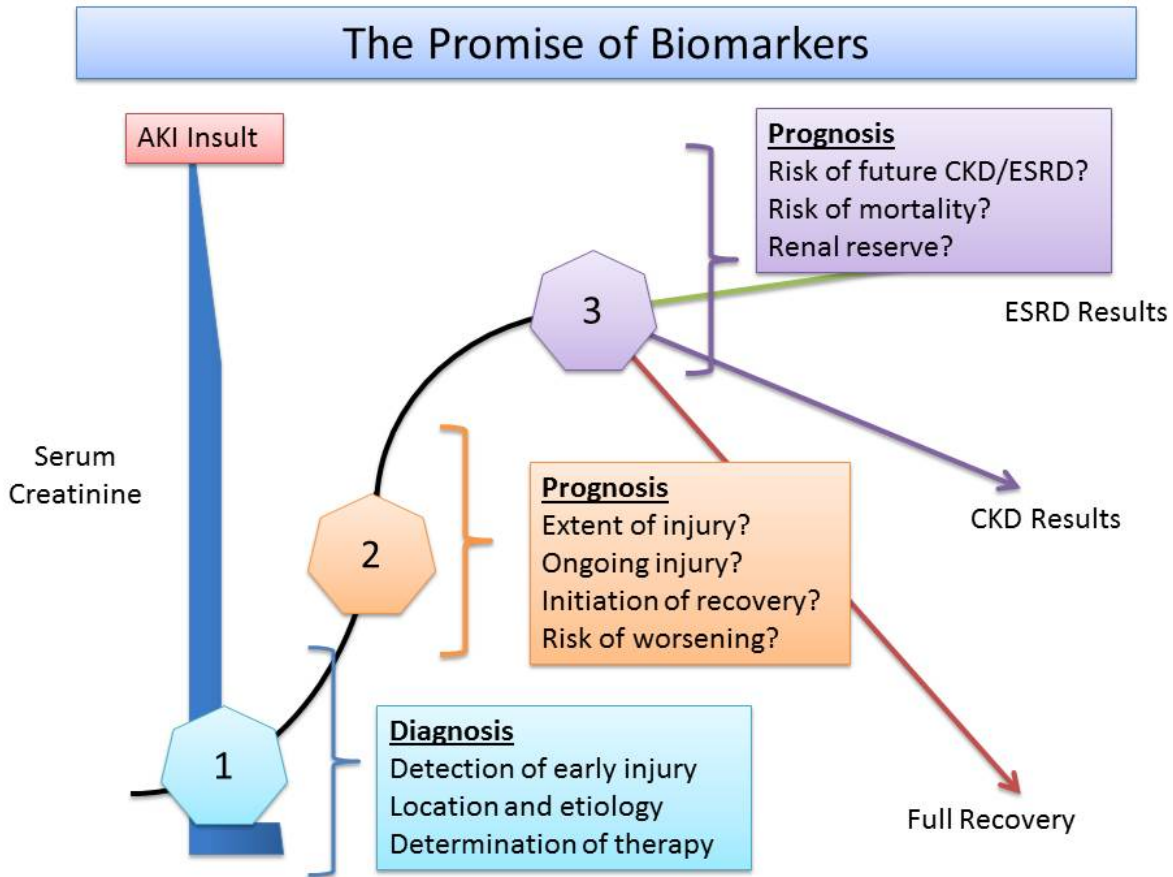 The Promise of Biomarkers
AKI Insult
Prognosis
Risk of future CKD/ESRD?
Risk of mortality?
Renal reserve?
3
ESRD Results
Serum
Creatinine
Prognosis
Extent of injury?
Ongoing injury?
Initiation of recovery?
Risk of worsening?
CKD Results
2
1
Diagnosis
Detection of early injury
Location and etiology
Determination of therapy
Full Recovery